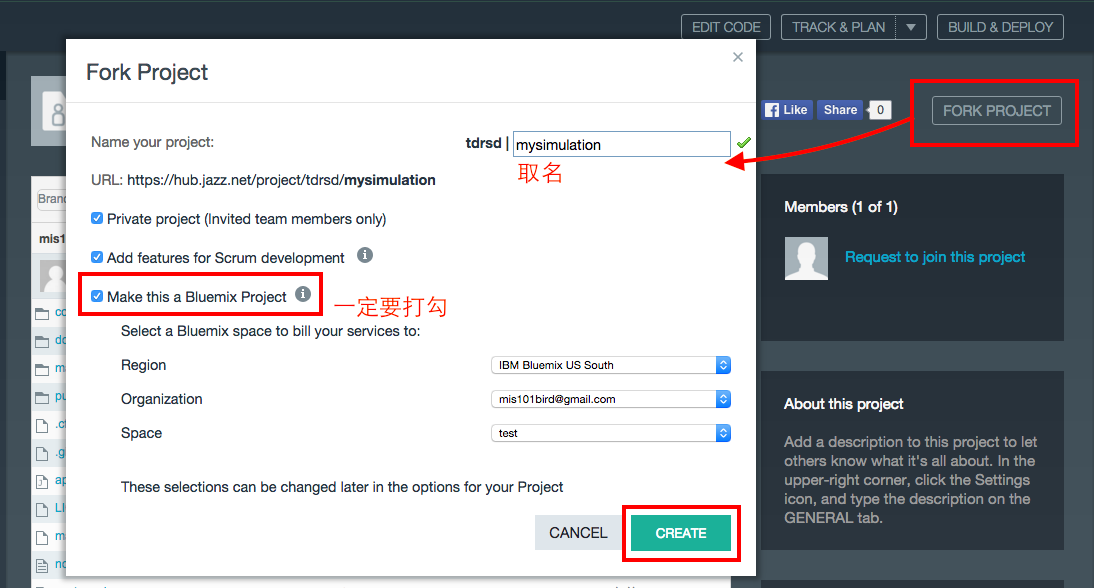 EDIT CODE
TRACK & PLAN
BUILD & DEPLOY
Fork Project
Like
Share
0
FORK PROJECT
Name your project:
tdrsd | mysimulation
取名
URL: https://hub.jazz.net/project/tdrsd/mysimulation
Private project (Invited team members only)
Add features for Scrum development
Make this a Bluemix Project
一定要打勾
Select a Bluemix space to bill your services to:
Region
IBM Bluemix US South
Organization
mis101bird@gmail.com
Space
test
These selections can be changed later in the options for your Project
CANCEL
CREATE
Members (1 of 1)
Request to join this project
About this project
Add a description to this project to let
others know what it's all about. In the
upper-right corner, click the Settings
icon, and type the description on the
GENERAL tab.